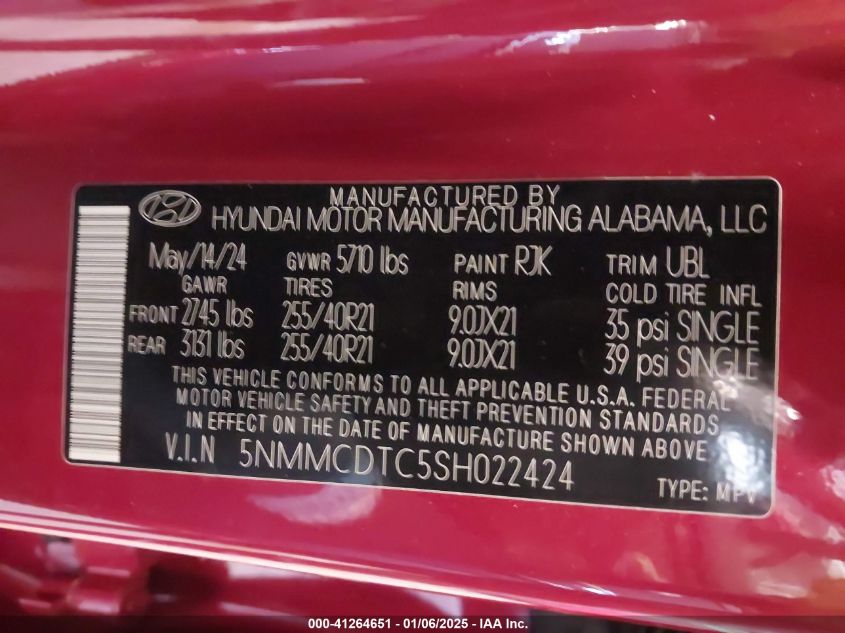 MANUFACTURED BY
HYUNDAI MOTOR MANUFACTURING ALABAMA, LLC
May/14/24 GVWR 5710 lbs PAINT RJK TRIM UBL
GAWR TIRES RIMS COLD TIRE INFL
FRONT 2745 lbs 255/40R21 9.0JX21 35 psi SINGLE
REAR 3131 lbs 255/40R21 9.0JX21 39 psi SINGLE
THIS VEHICLE CONFORMS TO ALL APPLICABLE U.S.A. FEDERAL
MOTOR VEHICLE SAFETY AND THEFT PREVENTION STANDARDS
IN EFFECT ON THE DATE OF MANUFACTURE SHOWN ABOVE.
V.I.N 5NMMCDTC5SH022424 TYPE: MPV
000-41264651 - 01/06/2025 - IAA Inc.